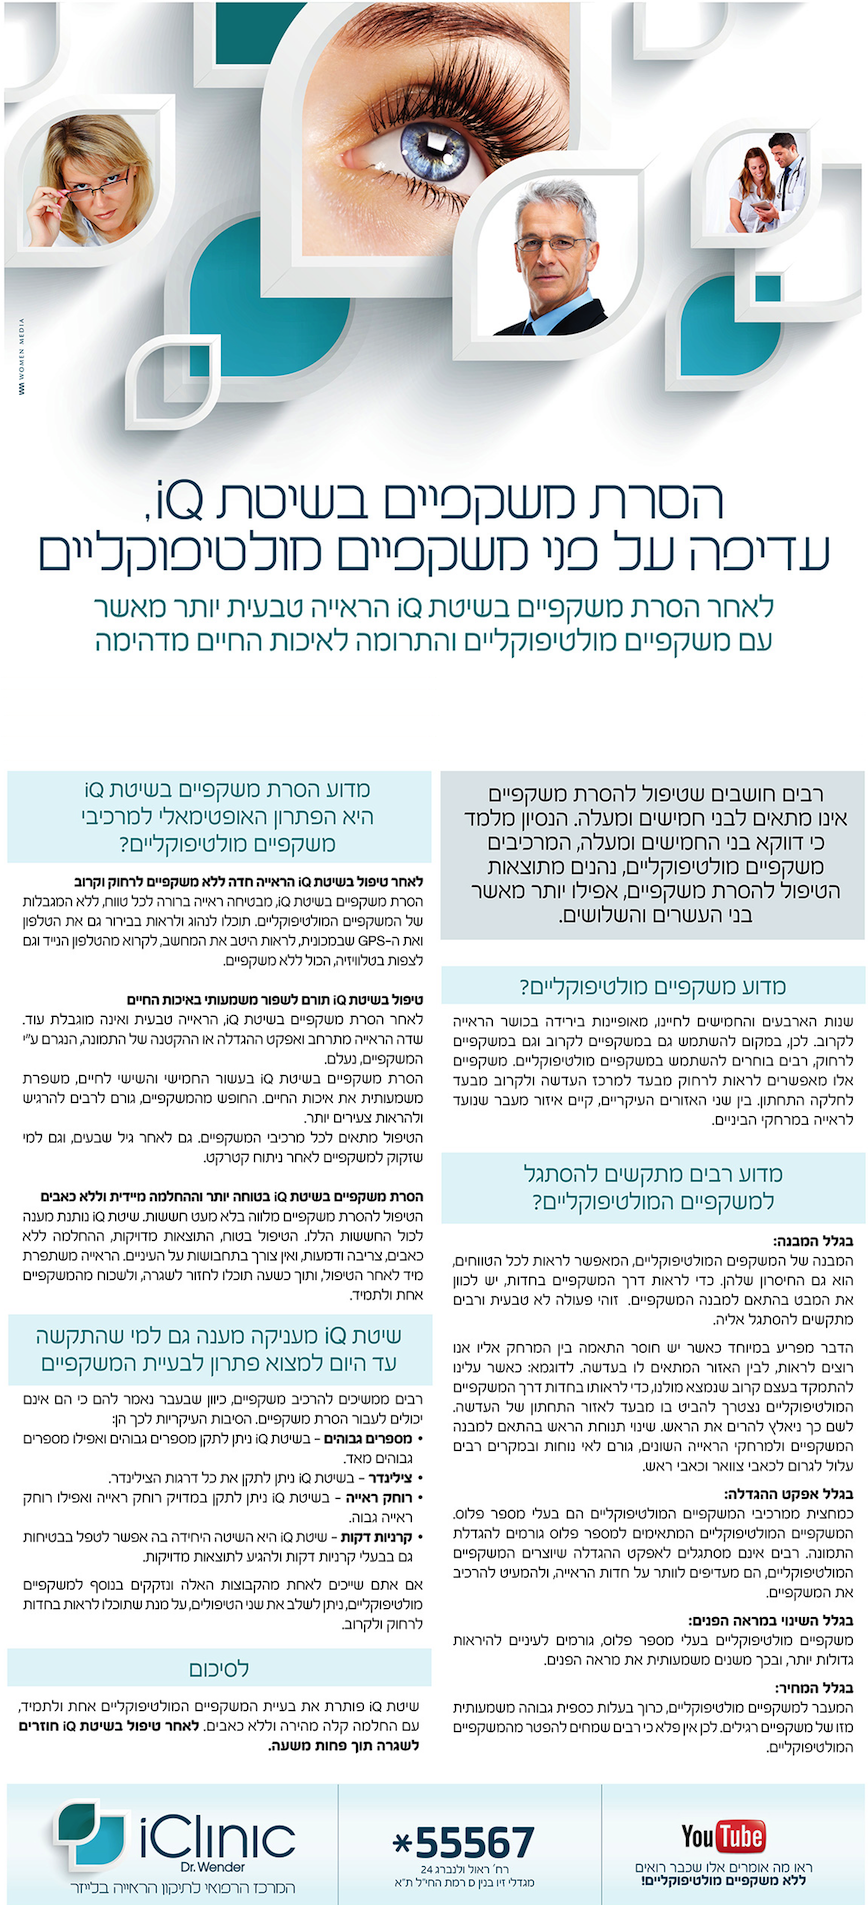 WM WOMEN MEDIA
הסרת משקפיים בשיטת iQ,
עדיפה על פני משקפיים מולטיפוקליים
לאחר הסרת משקפיים בשיטת iQ הראייה טבעית יותר מאשר
עם משקפיים מולטיפוקליים והתרומה לאיכות החיים מדהימה
רבים חושבים שטיפול להסרת משקפיים
אינו מתאים לבני חמישים ומעלה. הנסיון מלמד
כי דווקא בני החמישים ומעלה, המרכיבים
משקפיים מולטיפוקליים, נהנים מתוצאות
הטיפול להסרת משקפיים, אפילו יותר מאשר
בני העשרים והשלושים.
מדוע משקפיים מולטיפוקליים?
שנות הארבעים והחמישים לחיינו, מאופיינות בירידה בכושר הראייה
לקרוב. לכן, במקום להשתמש גם במשקפיים לקרוב וגם במשקפיים
לרחוק, רבים בוחרים להשתמש במשקפיים מולטיפוקליים. משקפיים
אלו מאפשרים לראות לרחוק מבעד למרכז העדשה ולקרוב מבעד
לחלקה התחתון. בין שני האזורים העיקריים, קיים איזור מעבר שנועד
לראייה במרחקי הביניים.
מדוע רבים מתקשים להסתגל
למשקפיים המולטיפוקליים?
בגלל המבנה:
המבנה של המשקפים המולטיפוקליים, המאפשר לראות לכל הטווחים,
הוא גם החיסרון שלהן. כדי לראות דרך המשקפיים בחדות, יש לכוון
את המבט בהתאם למבנה המשקפיים. זוהי פעולה לא טבעית ורבים
מתקשים להסתגל אליה.
הדבר מפריע במיוחד כאשר יש חוסר התאמה בין המרחק אליו אנו
רוצים לראות, לבין האזור המתאים לו בעדשה. לדוגמא: כאשר עלינו
להתמקד בעצם קרוב שנמצא מולנו, כדי לראותו בחדות דרך המשקפיים
המולטיפוקליים נצטרך להביט בו מבעד לאזור התחתון של העדשה.
לשם כך ניאלץ להרים את הראש. שינוי תנוחת הראש בהתאם למבנה
המשקפיים ולמרחקי הראייה השונים, גורם לאי נוחות ובמקרים רבים
עלול לגרום לכאבי צוואר וכאבי ראש.
בגלל אפקט ההגדלה:
כמחצית ממרכיבי המשקפיים המולטיפוקליים הם בעלי מספר פלוס.
המשקפיים המולטיפוקליים המתאימים למספר פלוס גורמים להגדלת
התמונה. רבים אינם מסתגלים לאפקט ההגדלה שיוצרים המשקפיים
המולטיפוקליים, הם מעדיפים לוותר על חדות הראייה, ולהמעיט להרכיב
את המשקפיים.
בגלל השינוי במראה הפנים:
משקפיים מולטיפוקליים בעלי מספר פלוס, גורמים לעיניים להיראות
גדולות יותר, ובכך משנים משמעותית את מראה הפנים.
בגלל המחיר:
המעבר למשקפיים מולטיפוקליים, כרוך בעלות כספית גבוהה משמעותית
מזו של משקפיים רגילים. לכן אין פלא כי רבים שמחים להפטר מהמשקפיים
המולטיפוקליים.
מדוע הסרת משקפיים בשיטת iQ
היא הפתרון האופטימאלי למרכיבי
משקפיים מולטיפוקליים?
לאחר טיפול בשיטת iQ הראייה חדה ללא משקפיים לרחוק וקרוב
הסרת משקפיים בשיטת iQ, מבטיחה ראייה ברורה לכל טווח, ללא המגבלות
של המשקפיים המולטיפוקליים. תוכלו לנהוג ולראות בבירור גם את הטלפון
ואת ה-GPS שבמכונית, לראות היטב את המחשב, לקרוא מהטלפון הנייד וגם
לצפות בטלוויזיה, הכול ללא משקפיים.
טיפול בשיטת iQ תורם לשפור משמעותי באיכות החיים
לאחר הסרת משקפיים בשיטת iQ, הראייה טבעית ואינה מוגבלת עוד.
שדה הראייה מתרחב ואפקט ההגדלה או ההקטנה של התמונה, הנגרם ע"י
המשקפיים, נעלם.
הסרת משקפיים בשיטת iQ בעשור החמישי והשישי לחיים, משפרת
משמעותית את איכות החיים. החופש מהמשקפיים, גורם לרבים להרגיש
ולהראות צעירים יותר.
הטיפול מתאים לכל מרכיבי המשקפיים. גם לאחר גיל שבעים, וגם למי
שזקוק למשקפיים לאחר ניתוח קטרקט.
הסרת משקפיים בשיטת iQ בטוחה יותר וההחלמה מיידית וללא כאבים
הטיפול להסרת משקפיים מלווה בלא מעט חששות. שיטת iQ נותנת מענה
לכול החששות הללו. הטיפול בטוח, התוצאות מדויקות, ההחלמה ללא
כאבים, צריבה ודמעות, ואין צורך בתחבושות על העיניים. הראייה משתפרת
מיד לאחר הטיפול, ותוך כשעה תוכלו לחזור לשגרה, ולשכוח מהמשקפיים
אחת ולתמיד.
שיטת iQ מעניקה מענה גם למי שהתקשה
עד היום למצוא פתרון לבעיית המשקפיים
רבים ממשיכים להרכיב משקפיים, כיוון שבעבר נאמר להם כי הם אינם
יכולים לעבור הסרת משקפיים. הסיבות העיקריות לכך הן:
• מספרים גבוהים - בשיטת iQ ניתן לתקן מספרים גבוהים ואפילו מספרים
גבוהים מאד.
• צילינדר - בשיטת iQ ניתן לתקן את כל דרגות הצילינדר.
• רוחק ראייה - בשיטת iQ ניתן לתקן במדויק רוחק ראייה ואפילו רוחק
ראייה גבוה.
• קרניות דקות - שיטת iQ היא השיטה היחידה בה אפשר לטפל בבטיחות
גם בבעלי קרניות דקות ולהגיע לתוצאות מדויקות.
אם אתם שייכים לאחת מהקבוצות האלה ונזקקים בנוסף למשקפיים
מולטיפוקליים, ניתן לשלב את שני הטיפולים, על מנת שתוכלו לראות בחדות
לרחוק ולקרוב.
לסיכום
שיטת iQ פותרת את בעיית המשקפיים המולטיפוקליים אחת ולתמיד,
עם החלמה קלה מהירה וללא כאבים. לאחר טיפול בשיטת iQ חוזרים
לשגרה תוך פחות משעה.
YouTube
ראו מה אומרים אלו שכבר רואים
ללא משקפיים מולטיפוקליים!
*55567
רח' ראול ולנברג 24
מגדלי זיו בנין D רמת החי"ל ת"א
iClinic
Dr. Wender
המרכז הרפואי לתיקון הראייה בלייזר